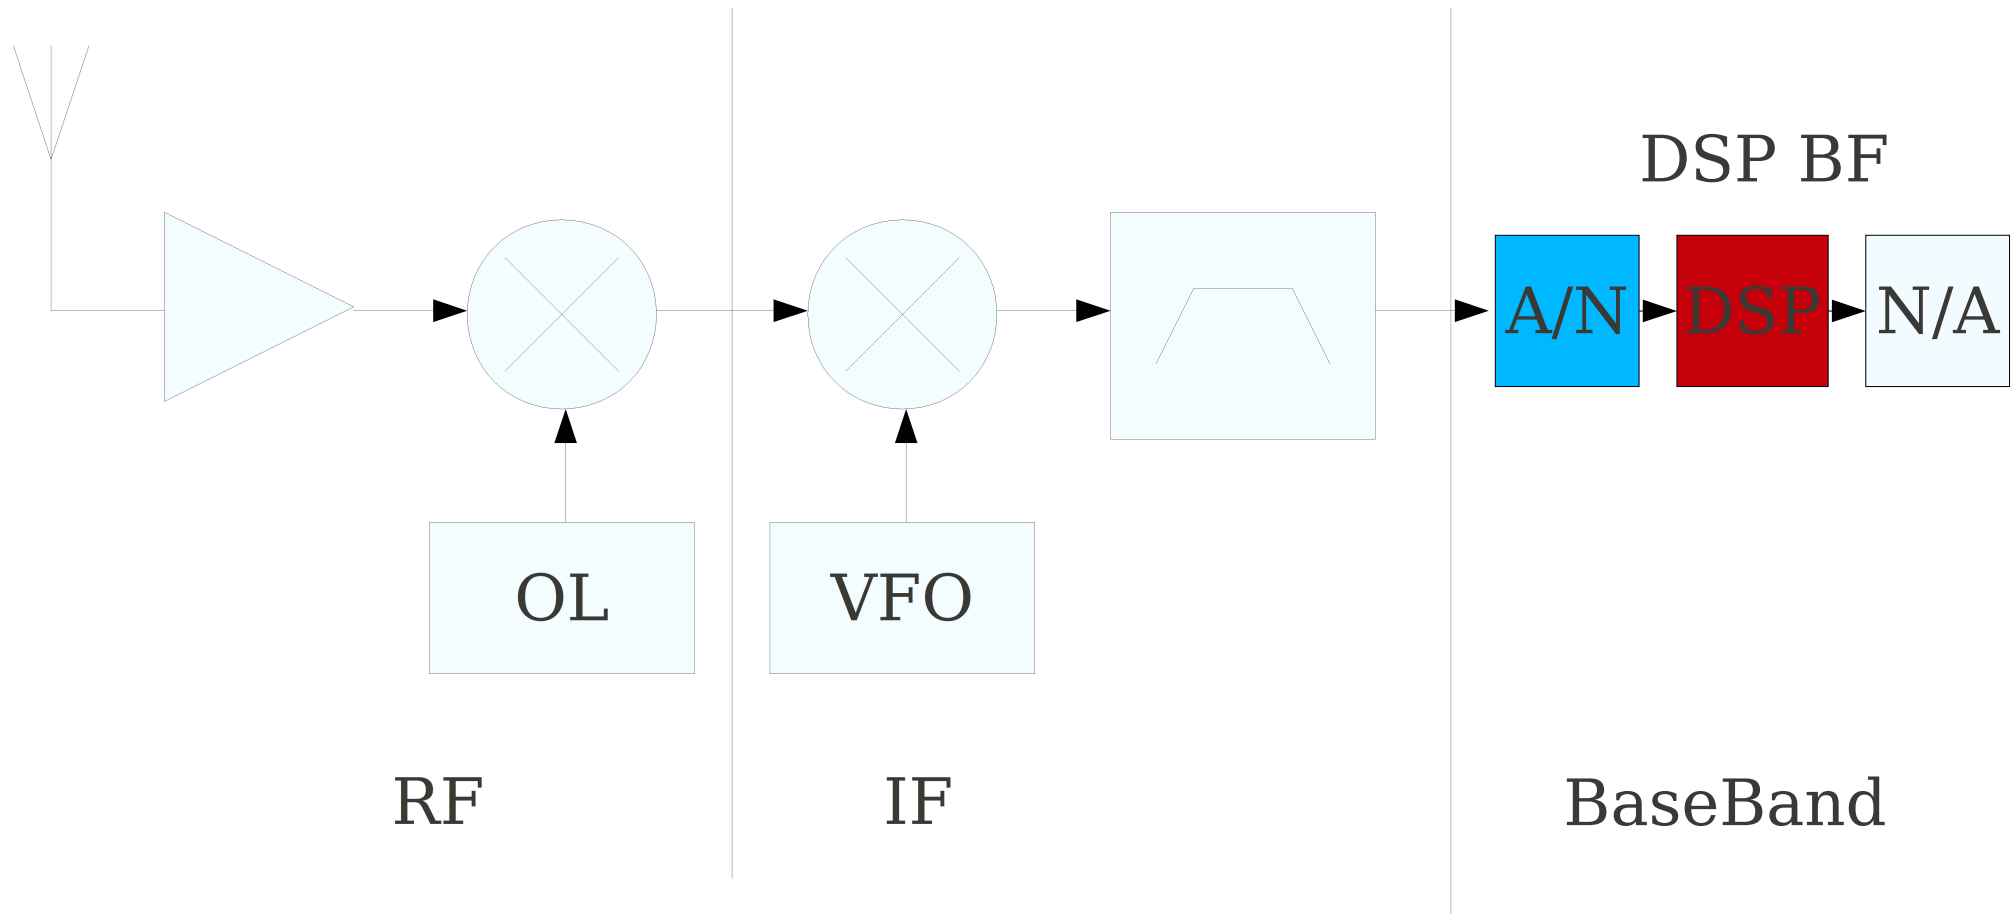 DSP BF
A/N
DSP
N/A
OL
VFO
RF
IF
BaseBand